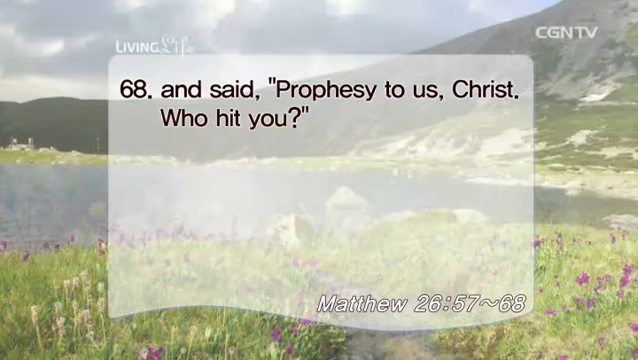 LIVING Life
CGNTV
68. and said, "Prophesy to us, Christ.
Who hit you?"
Matthew 26:57~68